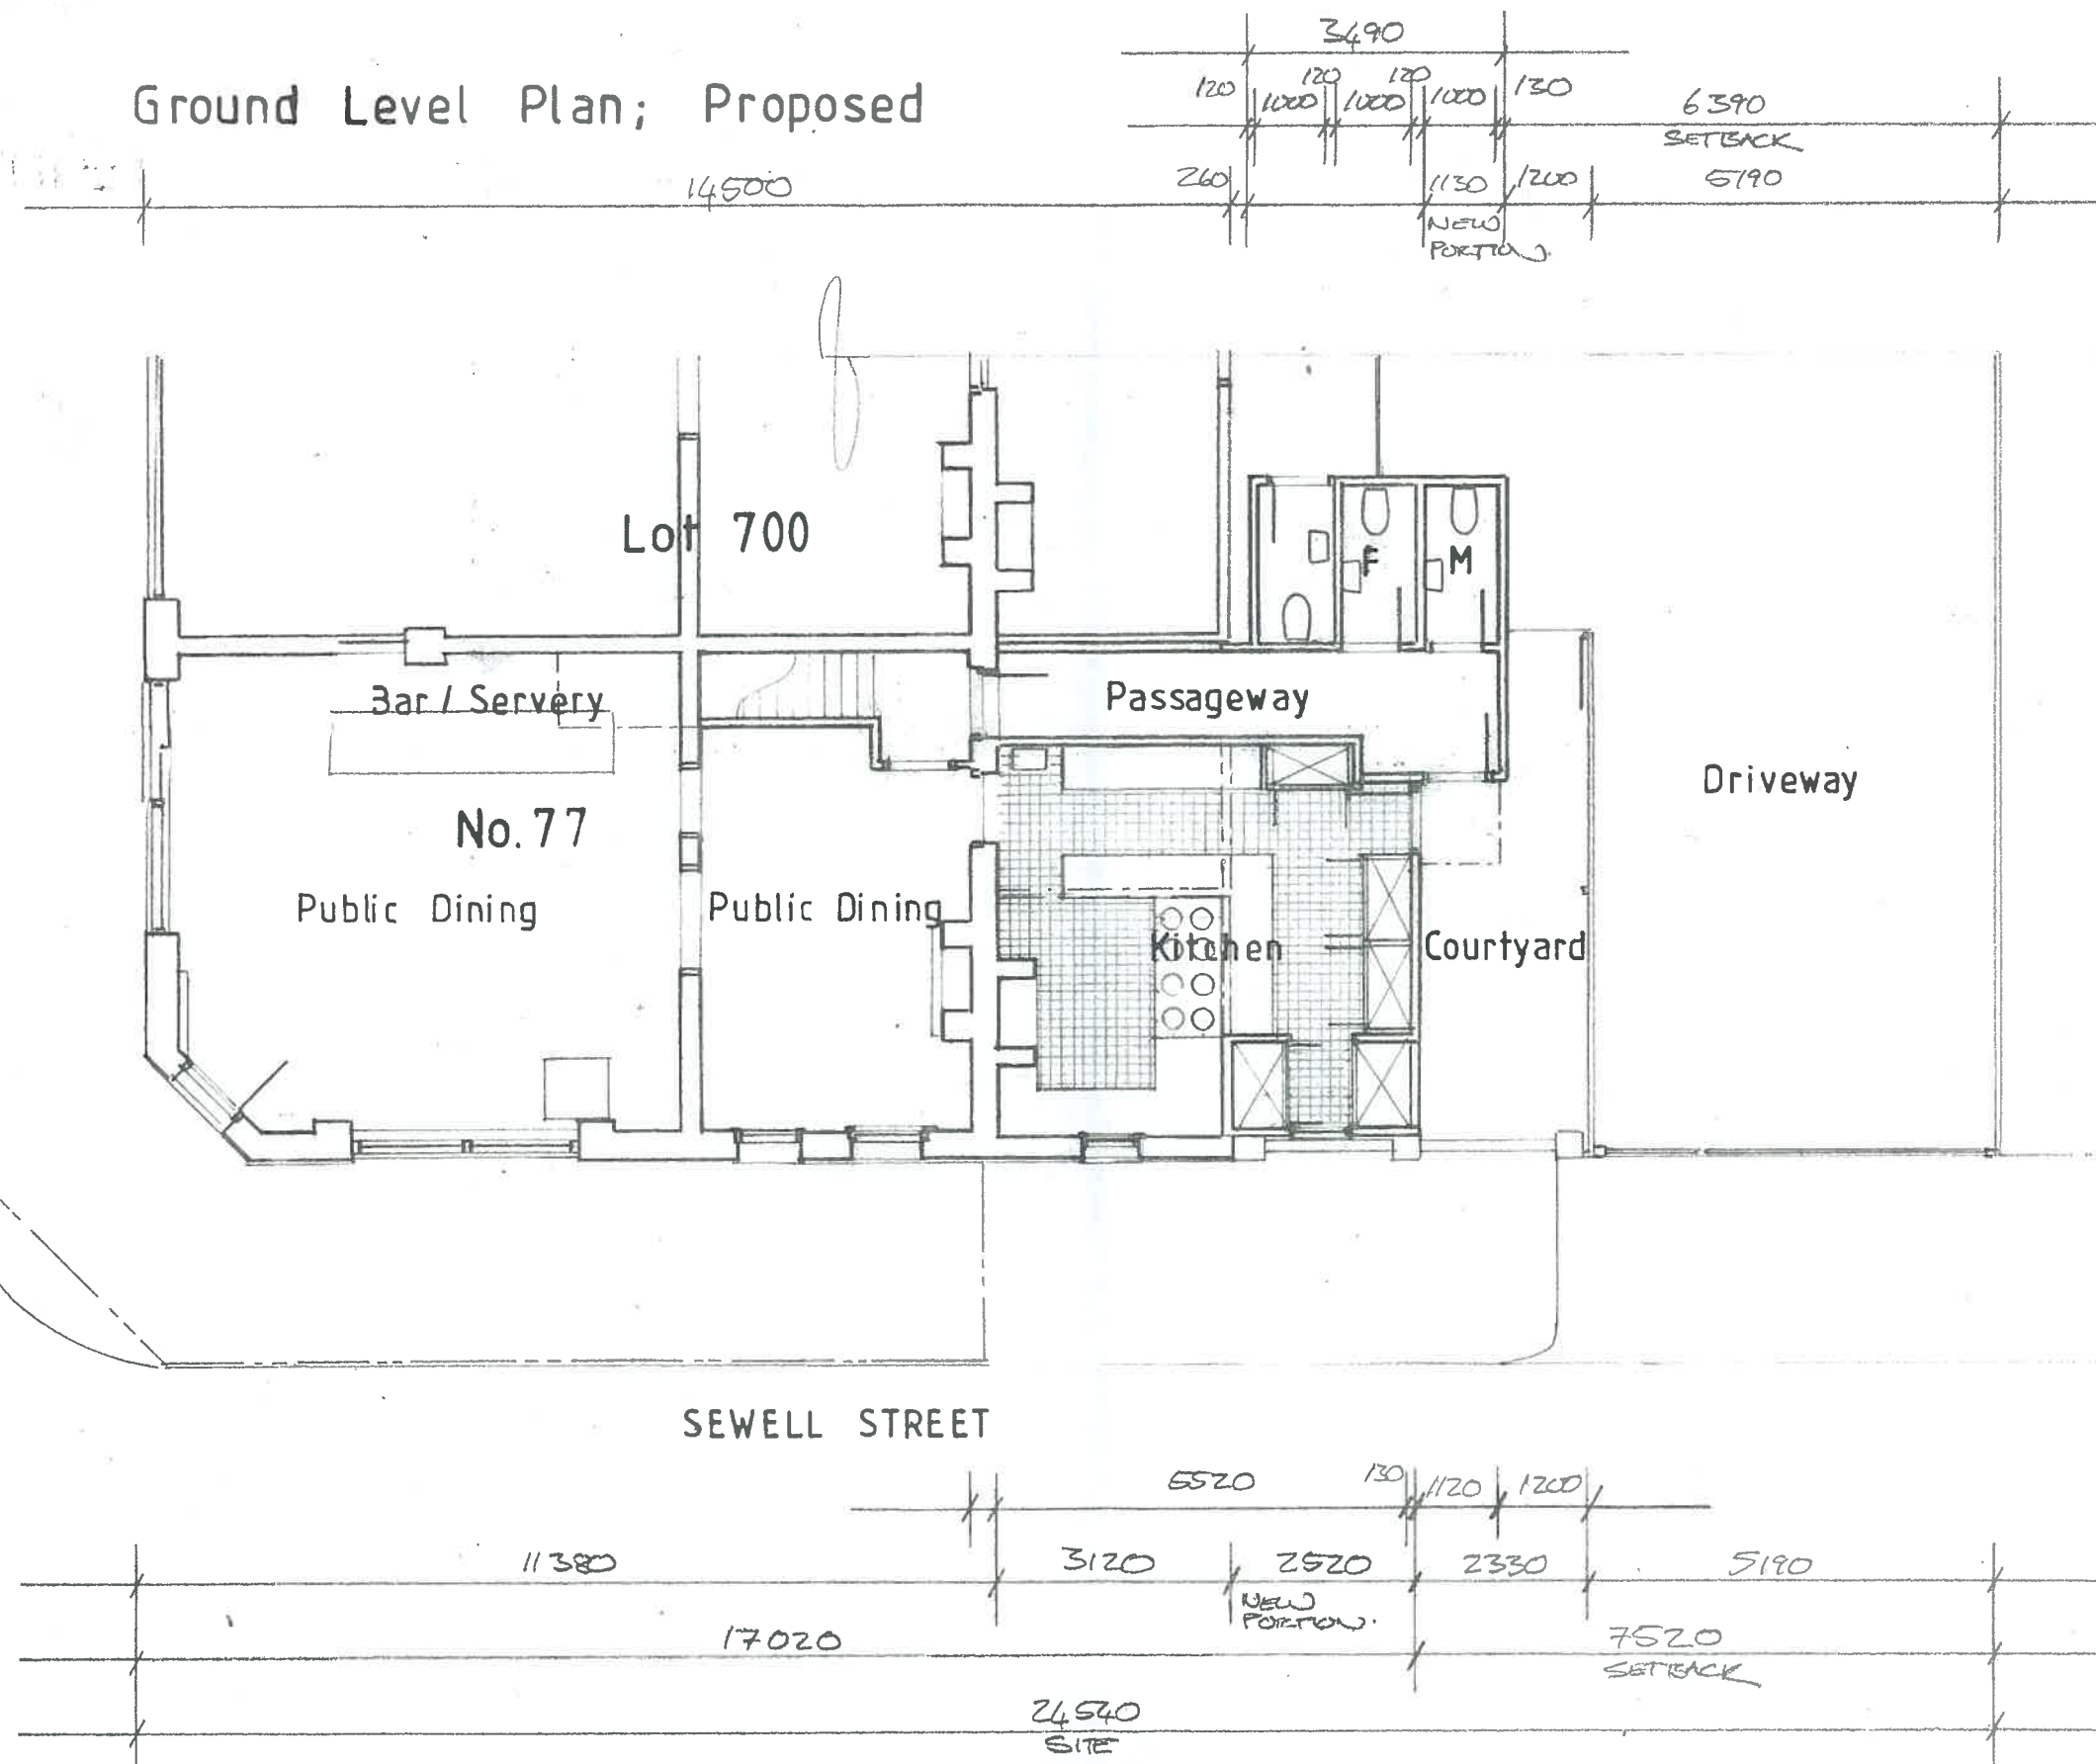 3490
120 1000 120 1000 120 1000 130 6390
SETBACK
Ground Level Plan; Proposed
14500 260 1130 1200 5190
NEW
PORTION.
Lot 700
F M
Bar / Servery
Passageway
Driveway
No. 77
Public Dining
Public Dining
Kitchen
Courtyard
SEWELL STREET
5520 130 1120 1200
11380 3120 2520 2330 5190
NEW
PORTION.
17020 7520
SETBACK
24540
SITE